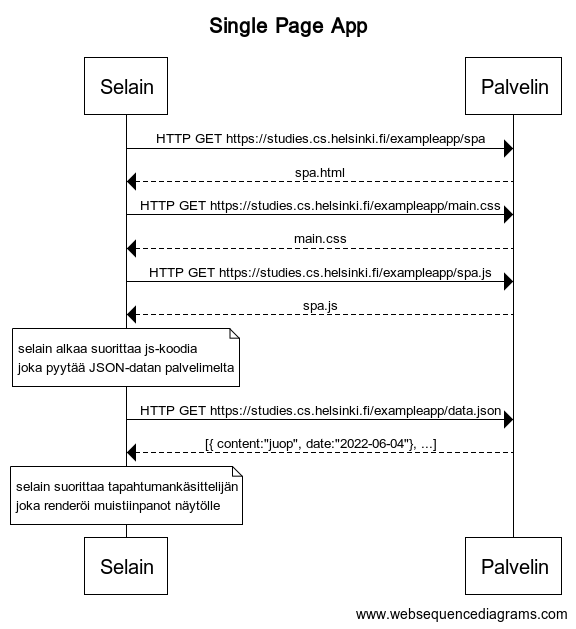 Single Page App
Selain
Palvelin
HTTP GET https://studies.cs.helsinki.fi/exampleapp/spa
spa.html
HTTP GET https://studies.cs.helsinki.fi/exampleapp/main.css
main.css
HTTP GET https://studies.cs.helsinki.fi/exampleapp/spa.js
spa.js
selain alkaa suorittaa js-koodia
joka pyytää JSON-datan palvelimelta
HTTP GET https://studies.cs.helsinki.fi/exampleapp/data.json
[{ content:"juop", date:"2022-06-04"}, ...]
selain suorittaa tapahtumankäsittelijän
joka renderöi muistiinpanot näytölle
Selain
Palvelin
www.websequencediagrams.com